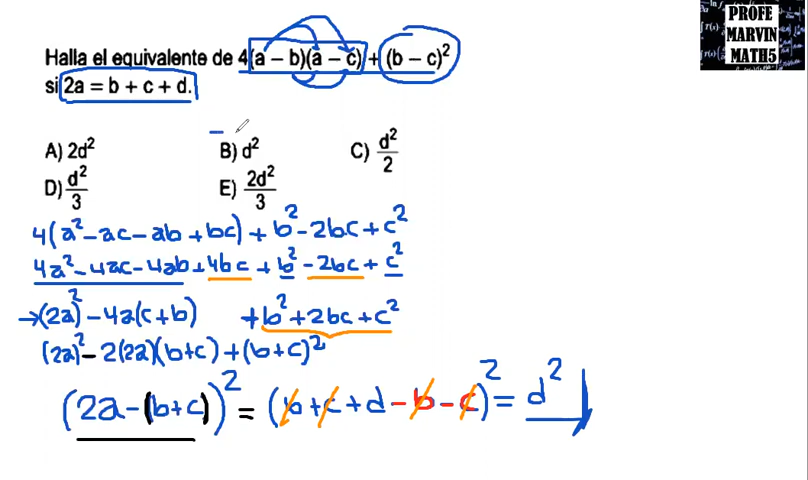 PROFE
MARVIN
MATH5
Halla el equivalente de 4(a − b)(a − c) + (b − c)²
si 2a = b + c + d.
A) 2d² B) d² C) d²/2
D) d²/3 E) 2d²/3
4(a² − ac − ab + bc) + b² − 2bc + c²
4a² − 4ac − 4ab + 4bc + b² − 2bc + c²
→ (2a)² − 4a(c+b) + b² + 2bc + c²
(2a)² − 2(2a)(b+c) + (b+c)²
(2a − (b+c))² = (b + c + d − b − c)² = d²